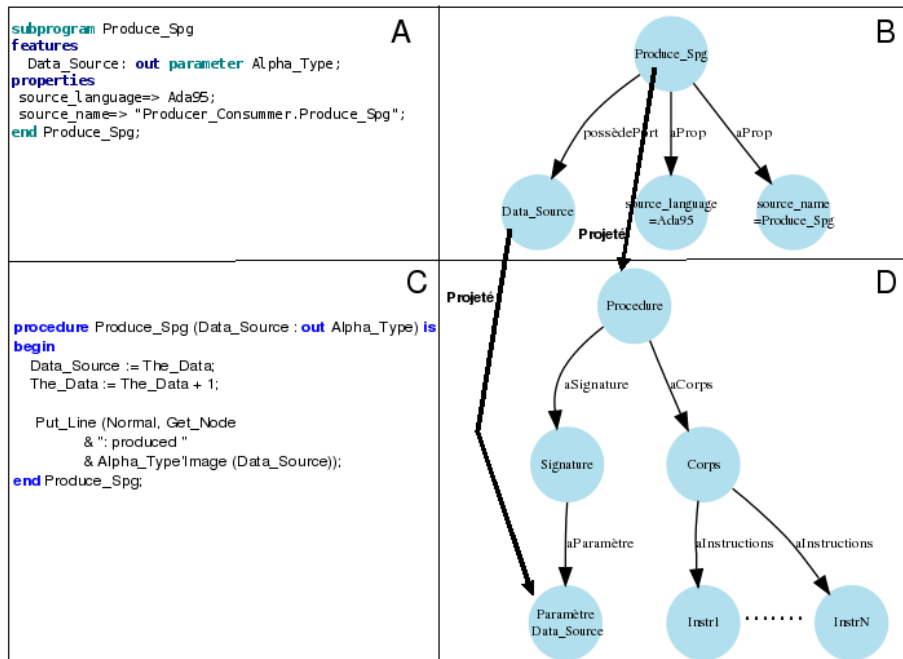 A
subprogram Produce_Spg
features
Data_Source: out parameter Alpha_Type;
properties
source_language=> Ada95;
source_name=> "Producer_Consummer.Produce_Spg";
end Produce_Spg;
B
Produce_Spg
possèdePort
aProp
aProp
Data_Source
source_language
=Ada95
source_name
=Produce_Spg
Projeté
C
Projeté
procedure Produce_Spg (Data_Source : out Alpha_Type) is
begin
Data_Source := The_Data;
The_Data := The_Data + 1;
Put_Line (Normal, Get_Node
& ": produced "
& Alpha_Type'Image (Data_Source));
end Produce_Spg;
D
Procedure
aSignature
aCorps
Signature
Corps
aParamètre
aInstructions
aInstructions
Paramètre
Data_Source
Instr1
.......
InstrN